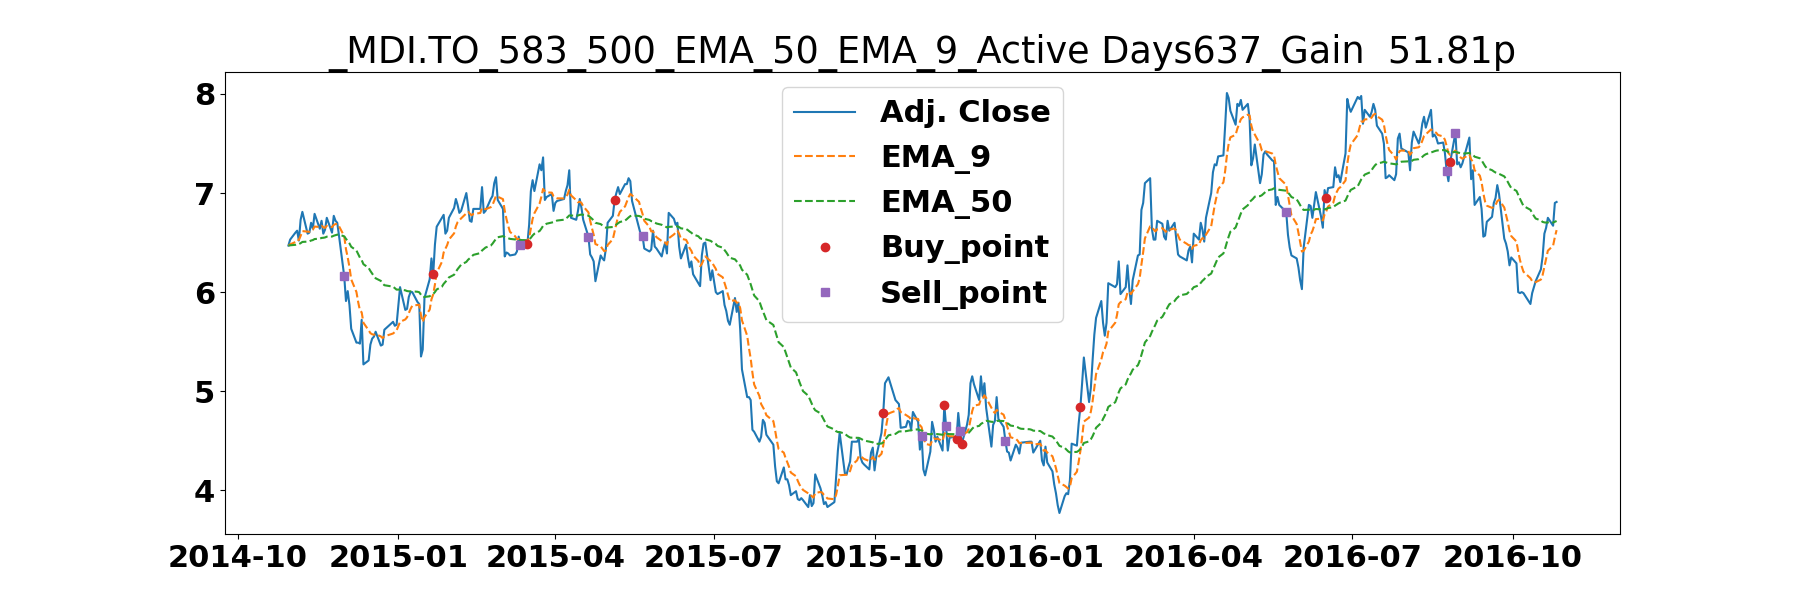 _MDI.TO_583_500_EMA_50_EMA_9_Active Days637_Gain  51.81p
8
7
6
5
4
Adj. Close
EMA_9
EMA_50
Buy_point
Sell_point
2014-10 2015-01 2015-04 2015-07 2015-10 2016-01 2016-04 2016-07 2016-10